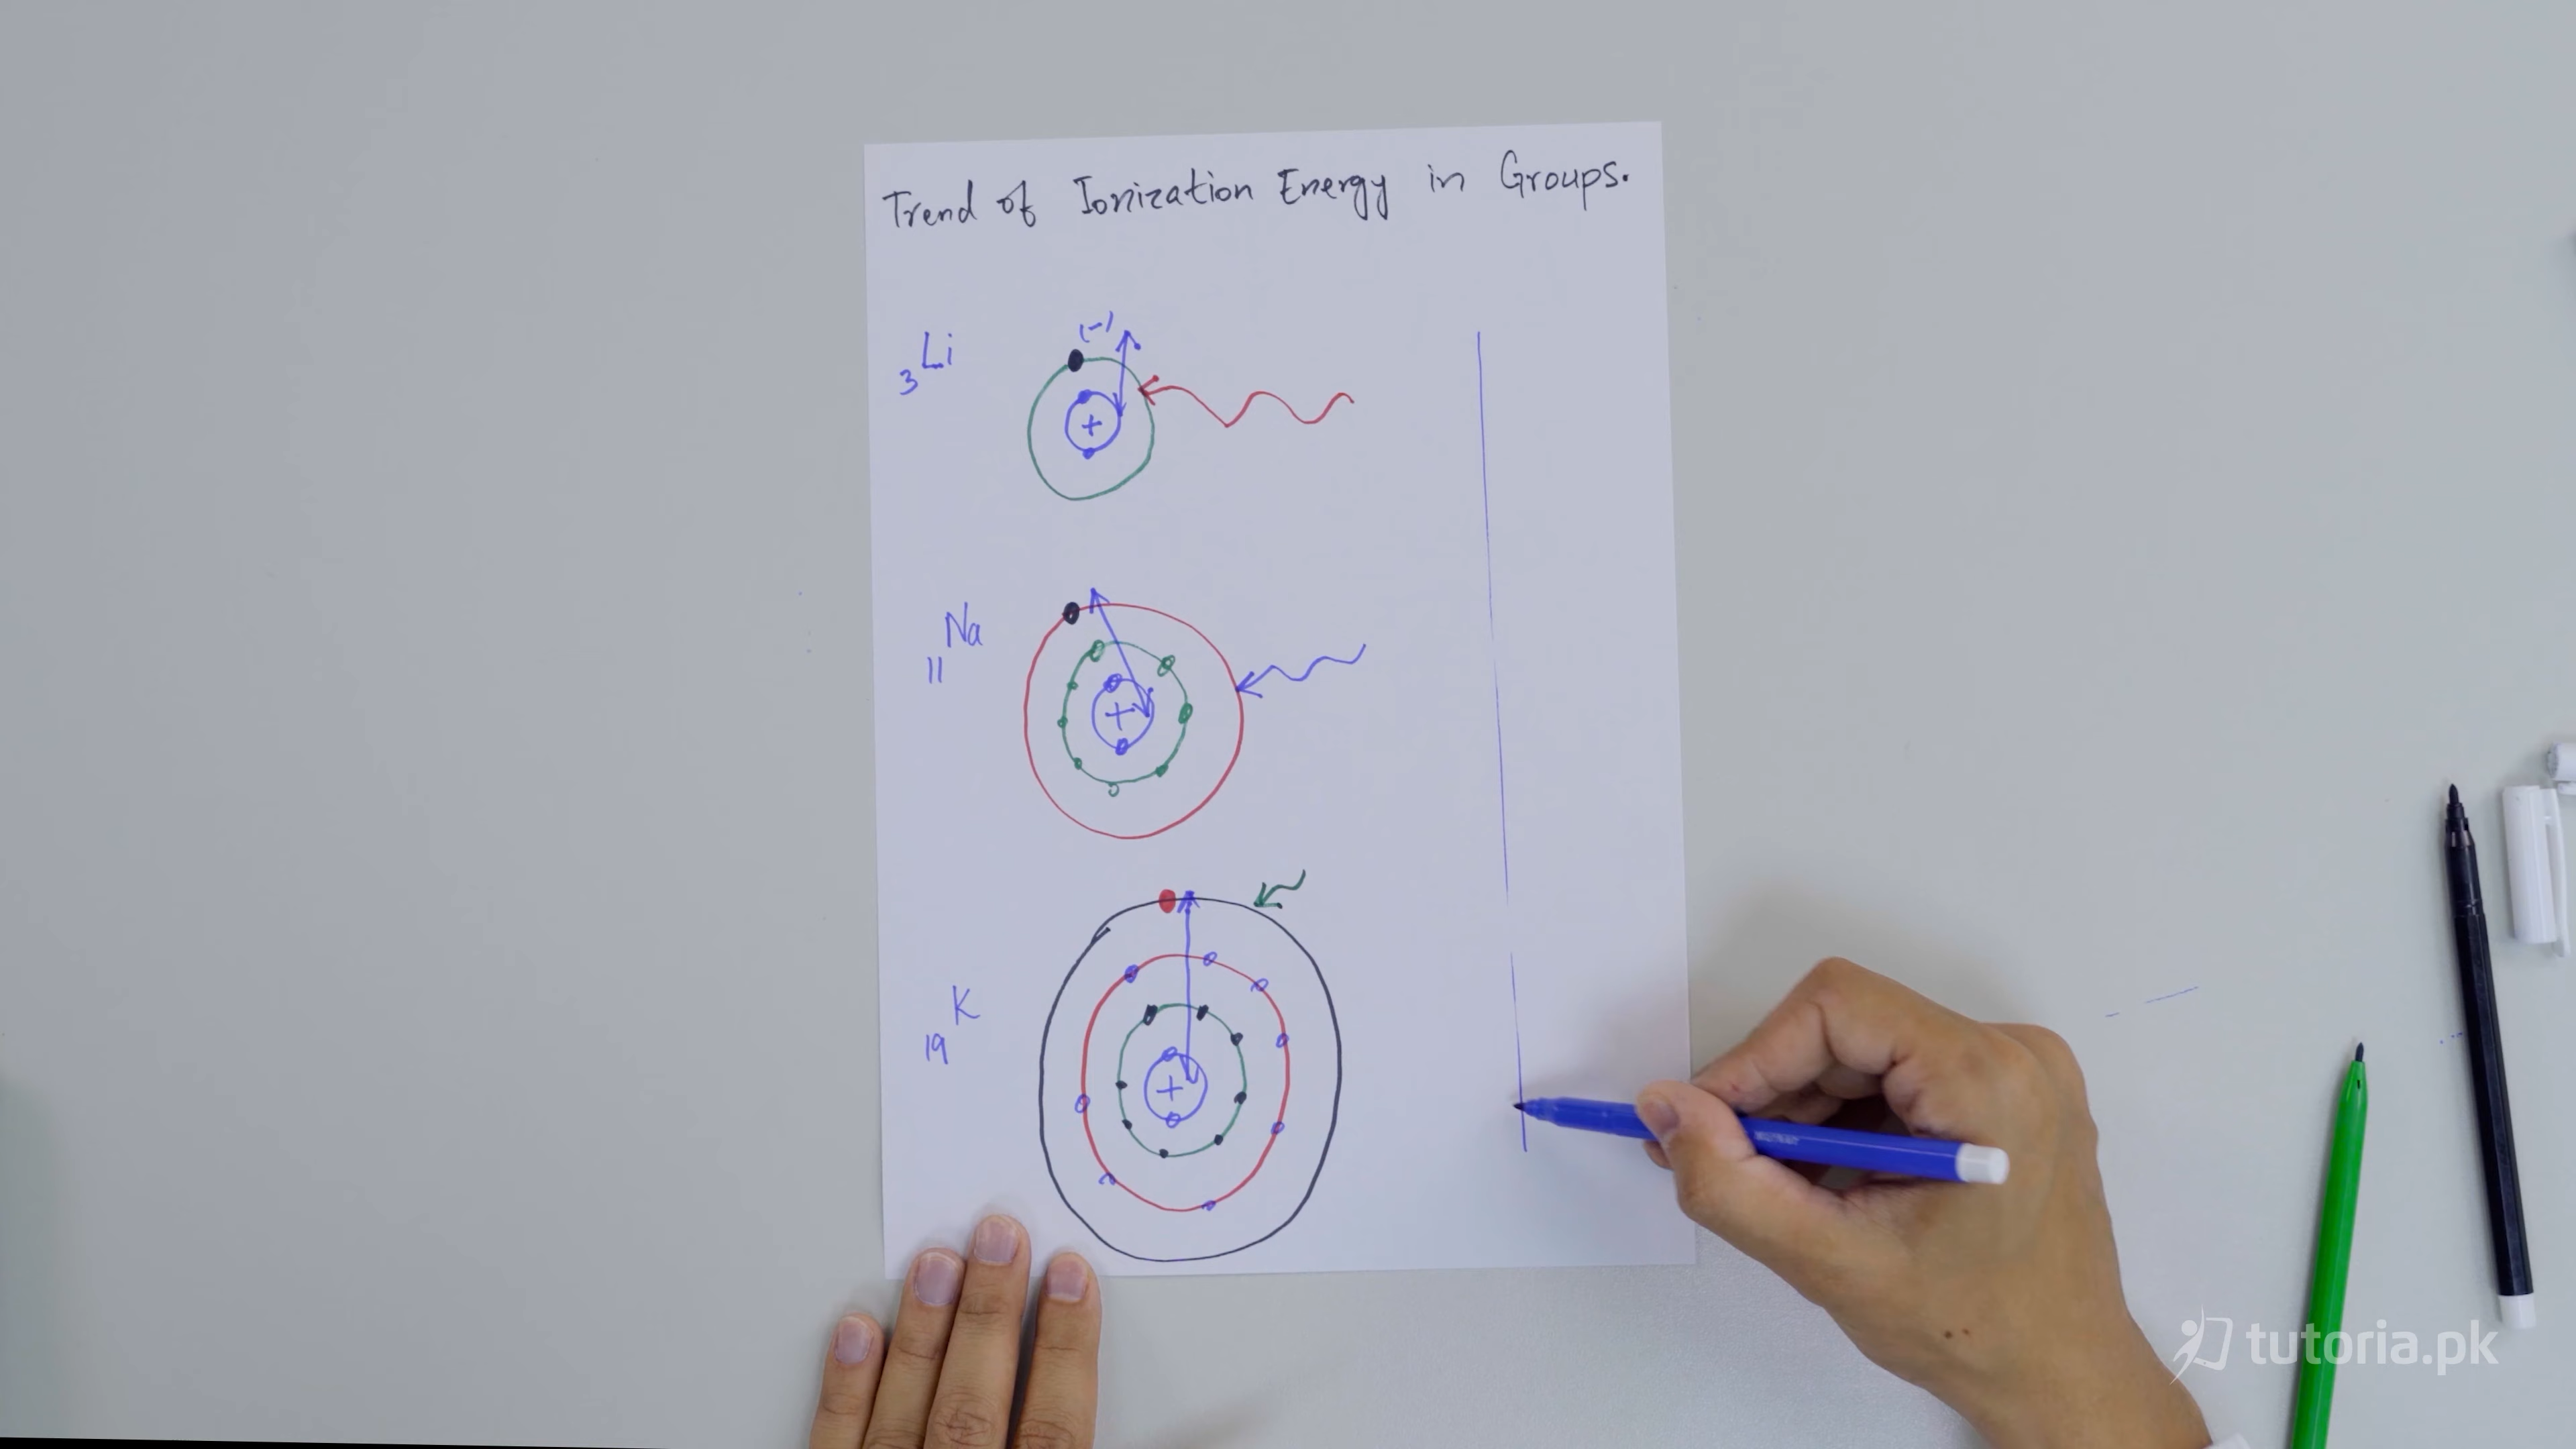 Trend of Ionization Energy in Groups.
(-)
3Li
+
11Na
+
19K
+
tutoria.pk